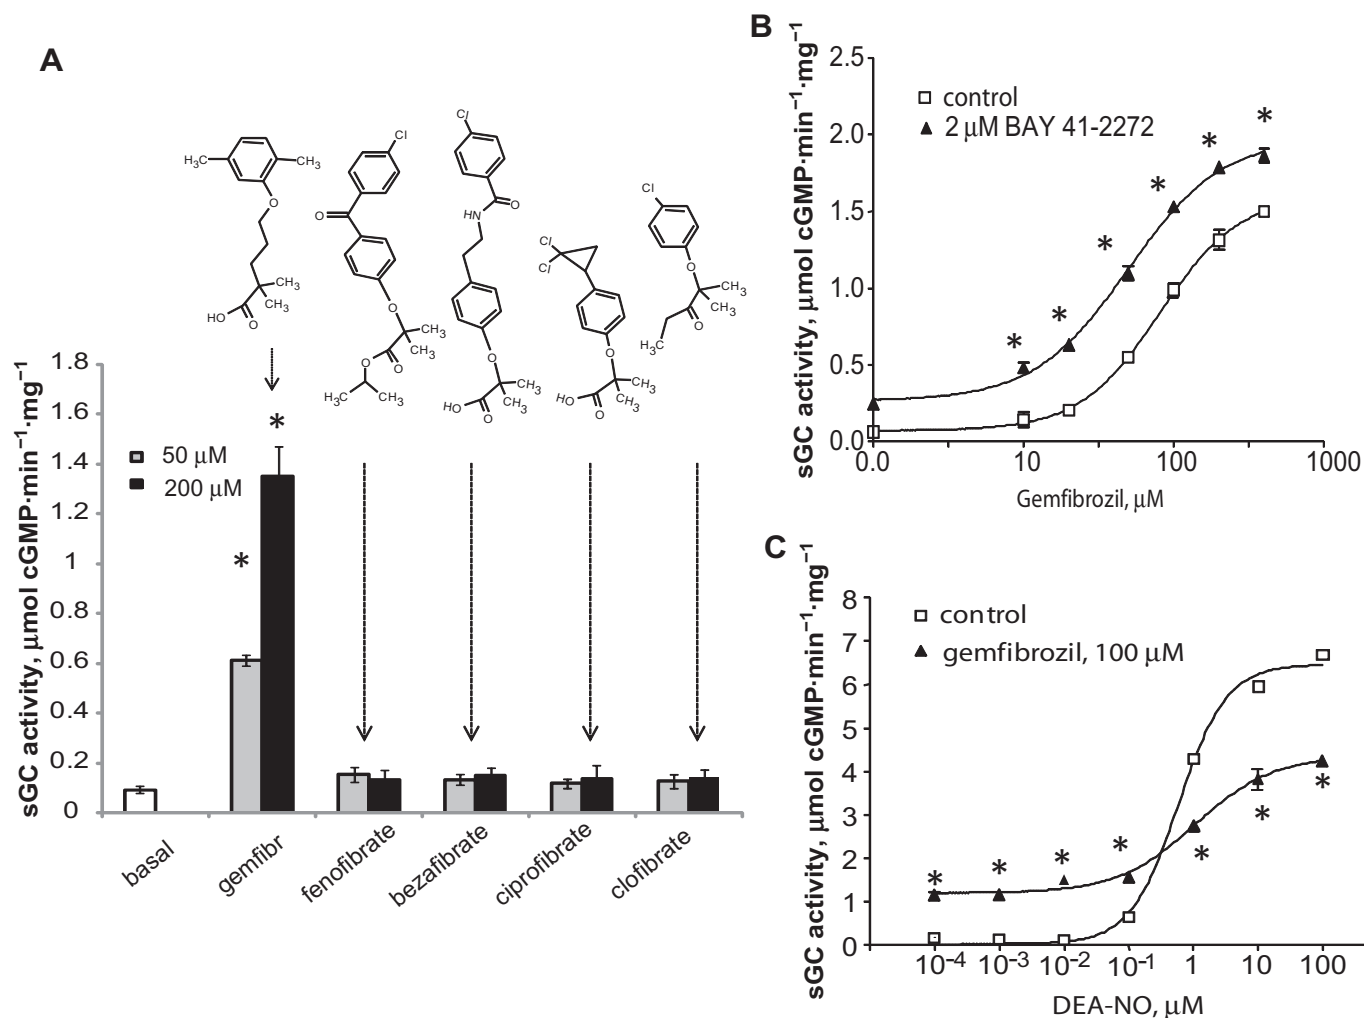 A
Cl
Cl
H₃C
CH₃
O
O
CH₃
CH₃
HO
O
O
O
CH₃
CH₃
O
H₃C
CH₃
HN
O
O
CH₃
CH₃
HO
O
Cl
Cl
O
CH₃
CH₃
HO
O
Cl
O
CH₃
CH₃
O
H₃C
sGC activity, μmol cGMP·min⁻¹·mg⁻¹
1.8
1.6
1.4
1.2
1
0.8
0.6
0.4
0.2
0
50 μM
200 μM
*
*
basal
gemfibr
fenofibrate
bezafibrate
ciprofibrate
clofibrate
B
sGC activity, μmol cGMP·min⁻¹·mg⁻¹
2.5
2.0
1.5
1.0
0.5
0.0
control
2 μM BAY 41-2272
* * * * * * *
0.0 10 100 1000
Gemfibrozil, μM
C
sGC activity, μmol cGMP·min⁻¹·mg⁻¹
8
7
6
5
4
3
2
1
0
control
gemfibrozil, 100 μM
* * * * * * *
10⁻⁴ 10⁻³ 10⁻² 10⁻¹ 1 10 100
DEA-NO, μM